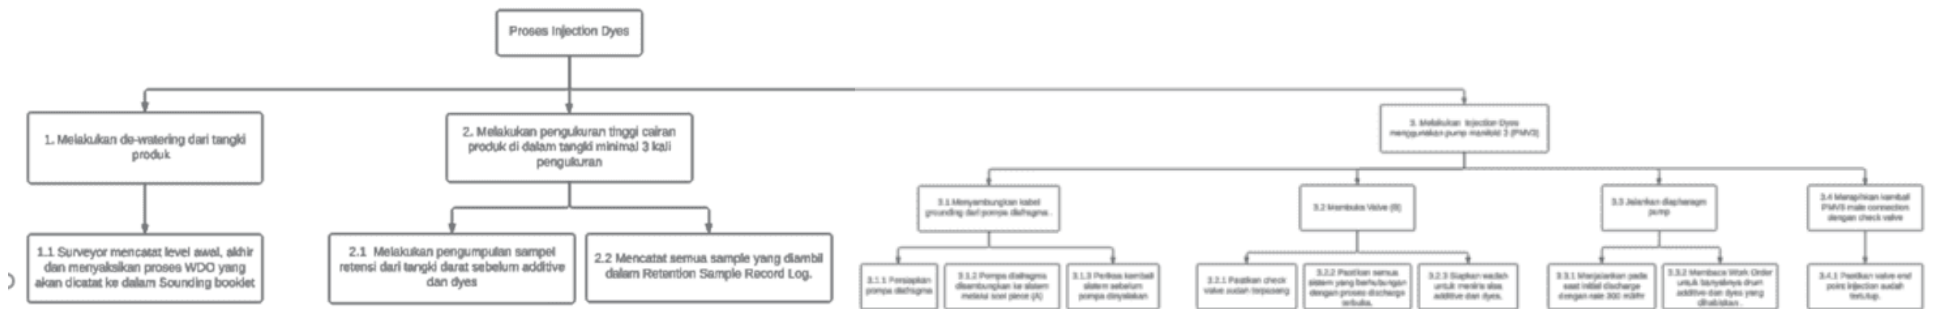 Proses Injection Dyes
1. Melakukan de-watering dari tangki
produk
2. Melakukan pengukuran tinggi cairan
produk di dalam tangki minimal 3 kali
pengukuran
3. Melakukan Injection Dyes
menggunakan pump manifold 3 (PMV3)
1.1 Surveyor mencatat level awal, akhir
dan menyaksikan proses WDO yang
akan dicatat ke dalam Sounding booklet
2.1 Melakukan pengumpulan sampel
retensi dari tangki darat sebelum additive
dan dyes
2.2 Mencatat semua sample yang diambil
dalam Retention Sample Record Log.
3.1 Menyambungkan kabel
grounding dari pompa diafragma .
3.2 Membuka Valve (B)
3.3 Jalankan diaphragm
pump
3.4 Merapihkan kembali
PMV3 male connection
dengan check valve
3.1.1 Persiapkan
pompa diafragma
3.1.2 Pompa diafragma
disambungkan ke sistem
melalui spool piece (A)
3.1.3 Periksa kembali
sistem sebelum
pompa dinyalakan
3.2.1 Pastikan check
valve sudah terpasang
3.2.2 Pastikan semua
sistem yang berhubungan
dengan proses discharge
terbuka.
3.2.3 Siapkan wadah
untuk meniris sisa
additive dan dyes.
3.3.1 Menjalankan pada
saat initial discharge
dengan rate 300 m3/hr
3.3.2 Membaca Work Order
untuk banyaknya drum
additive dan dyes yang
dihabiskan .
3.4.1 Pastikan valve end
point injection sudah
tertutup.